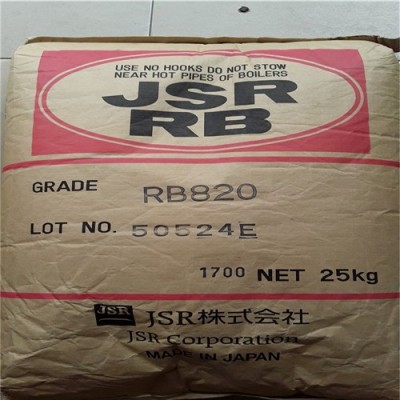 USE NO HOOKS DO NOT STOW
NEAR HOT PIPES OF BOILERS
JSR
RB
GRADE RB820
LOT NO. 50524E
1700 NET 25kg
JSR JSR株式会社
JSR Corporation
MADE IN JAPAN